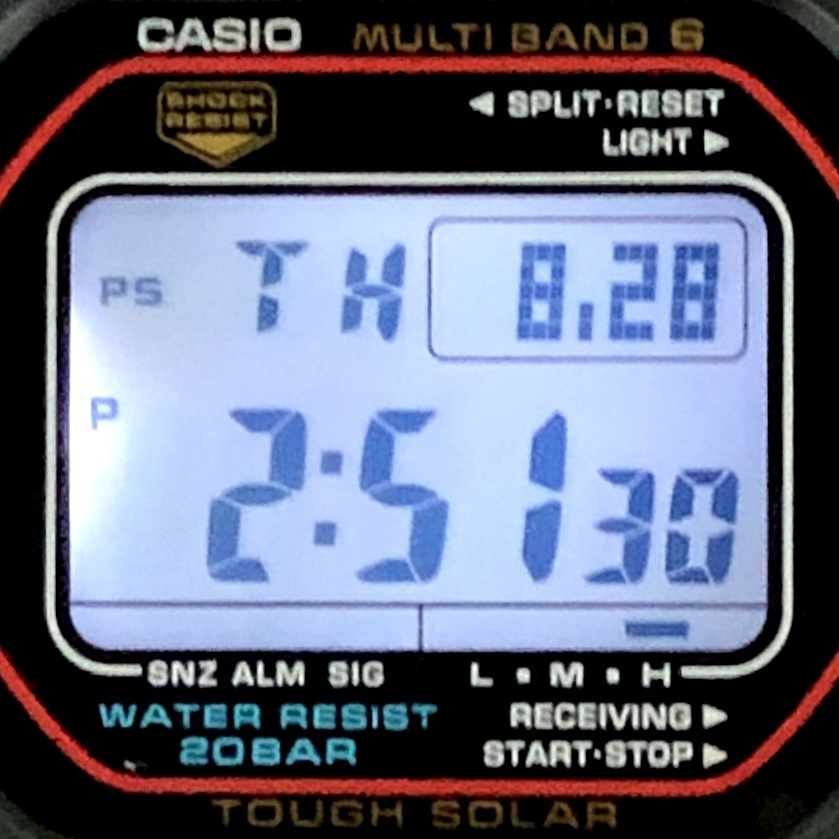 CASIO MULTI BAND 6
SHOCK
RESIST
◀ SPLIT·RESET
LIGHT ▶
PS TH 8.28
P
2:51 30
SNZ ALM SIG L · M · H
WATER RESIST RECEIVING ▶
20BAR START·STOP ▶
TOUGH SOLAR